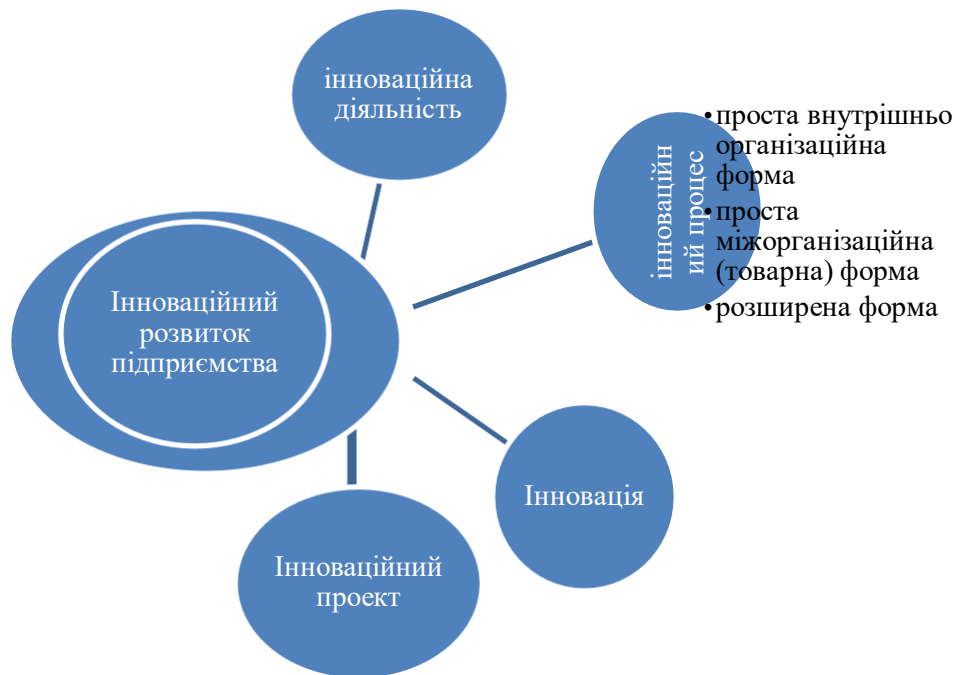 інноваційна
діяльність
інноваційн
ий процес
•проста внутрішньо
організаційна
форма
•проста
міжорганізаційна
(товарна) форма
•розширена форма
Інноваційний
розвиток
підприємства
Інновація
Інноваційний
проект